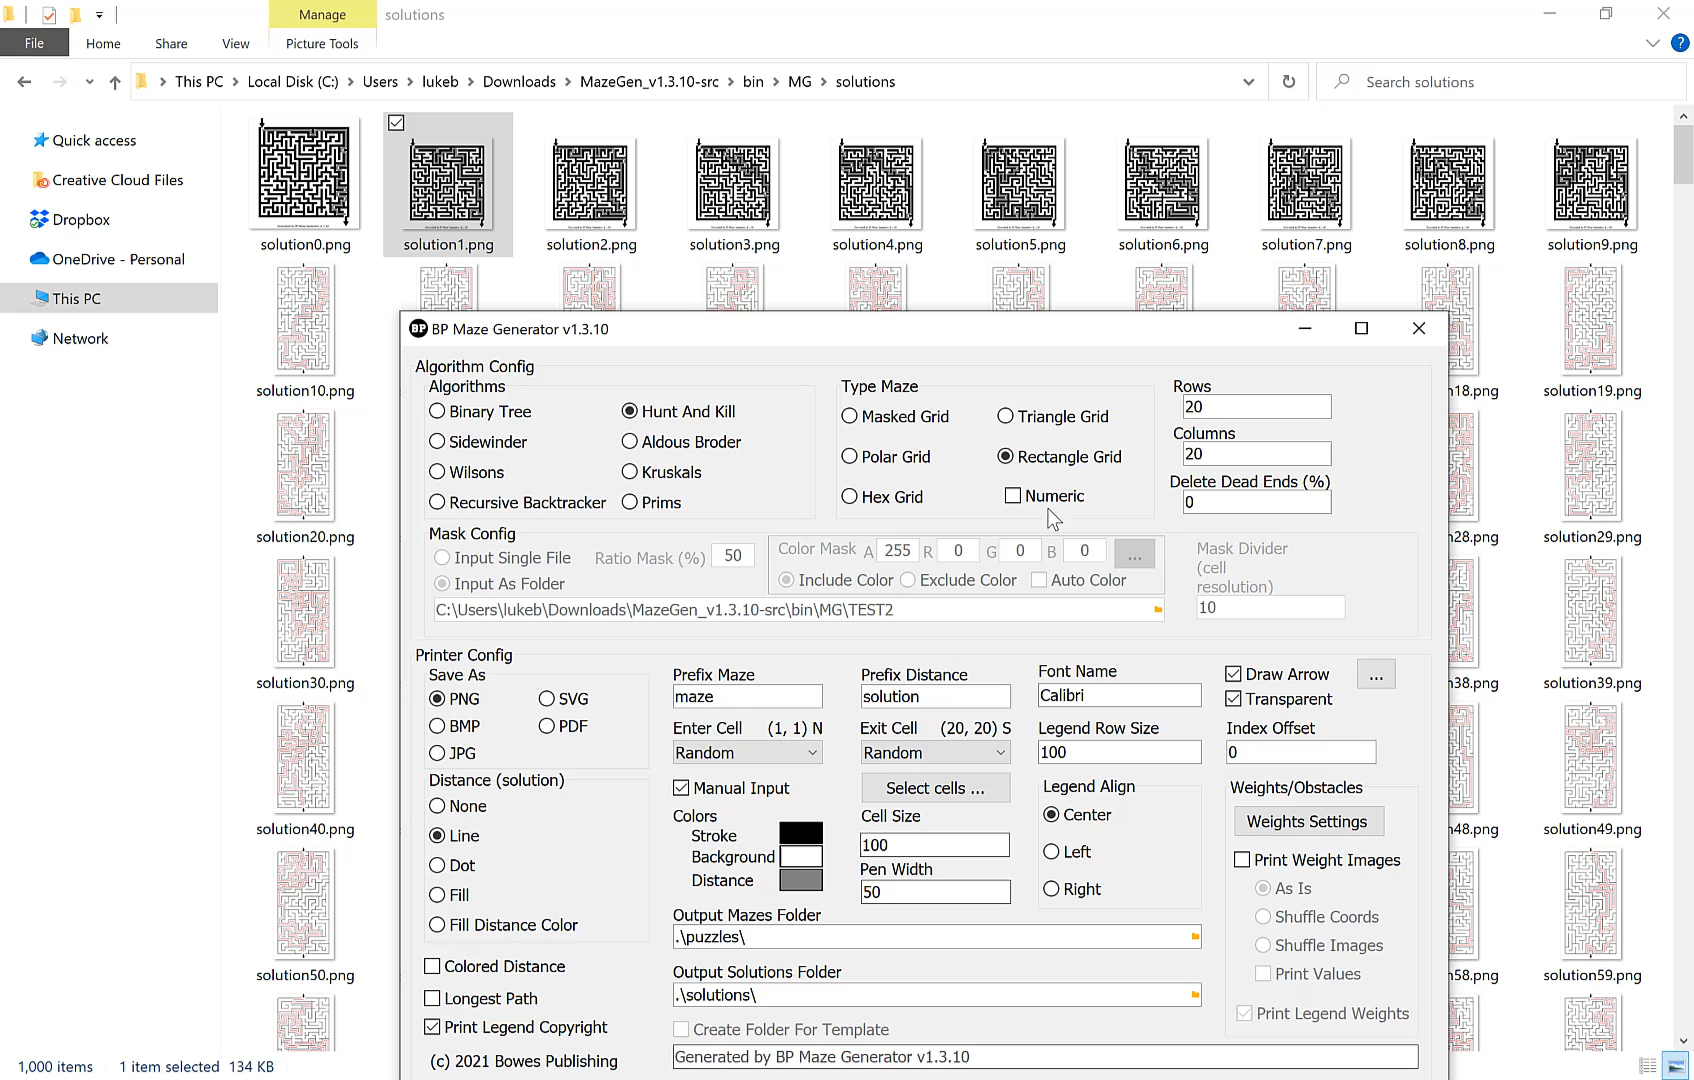 Manage
solutions
File
Home
Share
View
Picture Tools
This PC
Local Disk (C:)
Users
lukeb
Downloads
MazeGen_v1.3.10-src
bin
MG
solutions
Search solutions
Quick access
Creative Cloud Files
Dropbox
OneDrive - Personal
This PC
Network
solution0.png
solution1.png
solution2.png
solution3.png
solution4.png
solution5.png
solution6.png
solution7.png
solution8.png
solution9.png
solution10.png
n18.png
solution19.png
solution20.png
n28.png
solution29.png
solution30.png
n38.png
solution39.png
solution40.png
n48.png
solution49.png
solution50.png
n58.png
solution59.png
BP
BP Maze Generator v1.3.10
Algorithm Config
Algorithms
Binary Tree
Hunt And Kill
Sidewinder
Aldous Broder
Wilsons
Kruskals
Recursive Backtracker
Prims
Type Maze
Masked Grid
Triangle Grid
Polar Grid
Rectangle Grid
Hex Grid
Numeric
Rows
20
Columns
20
Delete Dead Ends (%)
0
Mask Config
Input Single File
Ratio Mask (%)
50
Input As Folder
Color Mask A 255 R 0 G 0 B 0 ...
Include Color
Exclude Color
Auto Color
Mask Divider
(cell
resolution)
10
C:\Users\lukeb\Downloads\MazeGen_v1.3.10-src\bin\MG\TEST2
Printer Config
Save As
PNG
SVG
BMP
PDF
JPG
Distance (solution)
None
Line
Dot
Fill
Fill Distance Color
Colored Distance
Longest Path
Print Legend Copyright
(c) 2021 Bowes Publishing
Prefix Maze
maze
Prefix Distance
solution
Font Name
Calibri
Draw Arrow
...
Transparent
Enter Cell (1, 1) N
Random
Exit Cell (20, 20) S
Random
Legend Row Size
100
Index Offset
0
Manual Input
Select cells ...
Colors
Stroke
Background
Distance
Cell Size
100
Pen Width
50
Legend Align
Center
Left
Right
Weights/Obstacles
Weights Settings
Print Weight Images
As Is
Shuffle Coords
Shuffle Images
Print Values
Print Legend Weights
Output Mazes Folder
.\puzzles\
Output Solutions Folder
.\solutions\
Create Folder For Template
Generated by BP Maze Generator v1.3.10
1,000 items
1 item selected
134 KB